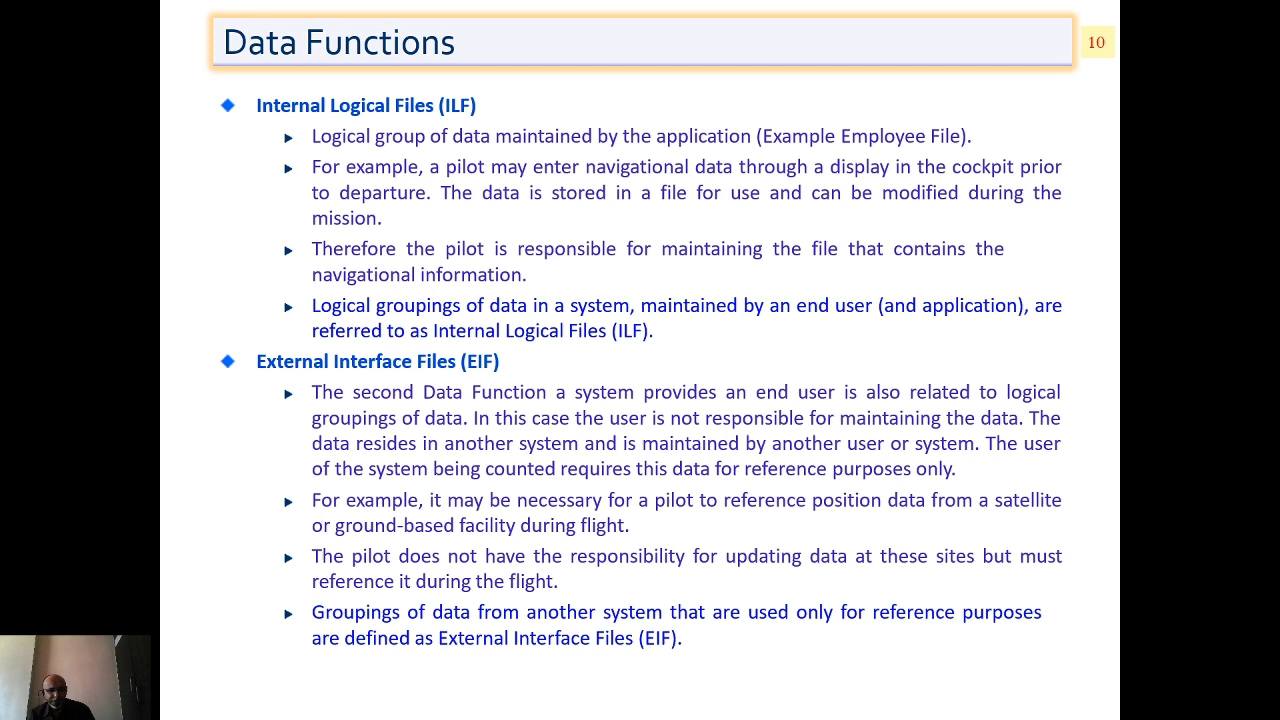 Data Functions
10
Internal Logical Files (ILF)
Logical group of data maintained by the application (Example Employee File).
For example, a pilot may enter navigational data through a display in the cockpit prior
to departure. The data is stored in a file for use and can be modified during the
mission.
Therefore the pilot is responsible for maintaining the file that contains the
navigational information.
Logical groupings of data in a system, maintained by an end user (and application), are
referred to as Internal Logical Files (ILF).
External Interface Files (EIF)
The second Data Function a system provides an end user is also related to logical
groupings of data. In this case the user is not responsible for maintaining the data. The
data resides in another system and is maintained by another user or system. The user
of the system being counted requires this data for reference purposes only.
For example, it may be necessary for a pilot to reference position data from a satellite
or ground-based facility during flight.
The pilot does not have the responsibility for updating data at these sites but must
reference it during the flight.
Groupings of data from another system that are used only for reference purposes
are defined as External Interface Files (EIF).